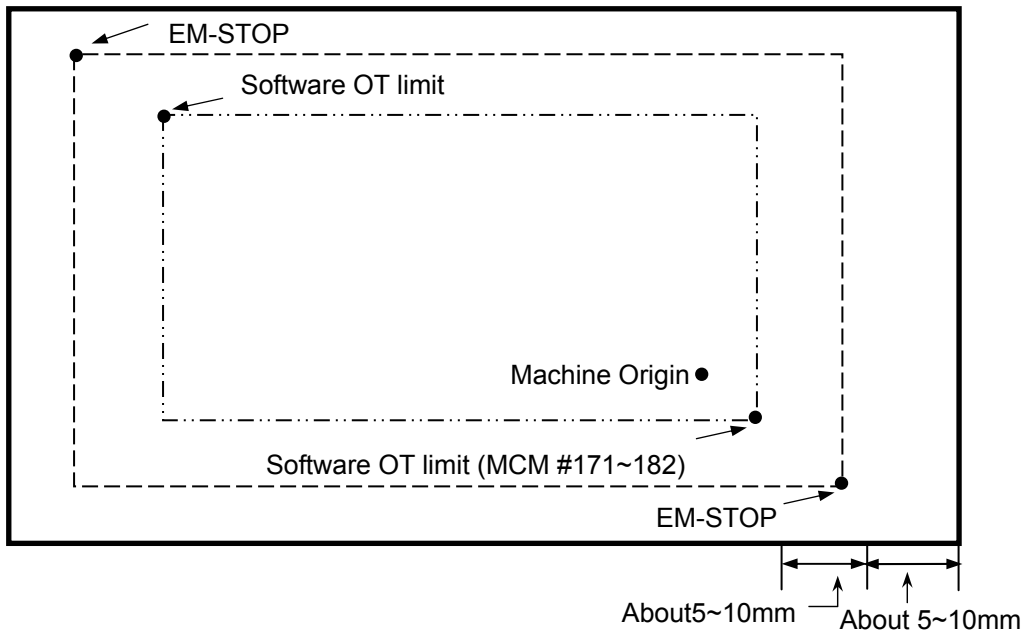 EM-STOP
Software OT limit
Machine Origin
Software OT limit (MCM #171~182)
EM-STOP
About5~10mm
About 5~10mm